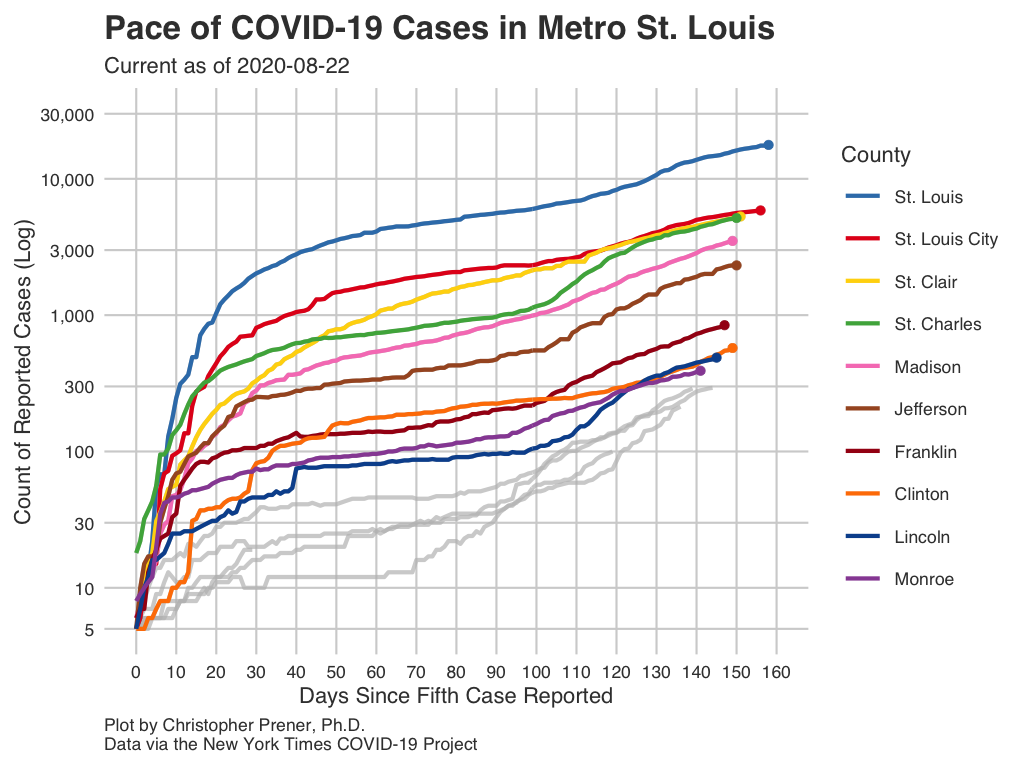 Pace of COVID-19 Cases in Metro St. Louis
Current as of 2020-08-22
Count of Reported Cases (Log)
30,000
10,000
3,000
1,000
300
100
30
10
5
0 10 20 30 40 50 60 70 80 90 100 110 120 130 140 150 160
Days Since Fifth Case Reported
County
St. Louis
St. Louis City
St. Clair
St. Charles
Madison
Jefferson
Franklin
Clinton
Lincoln
Monroe
Plot by Christopher Prener, Ph.D.
Data via the New York Times COVID-19 Project